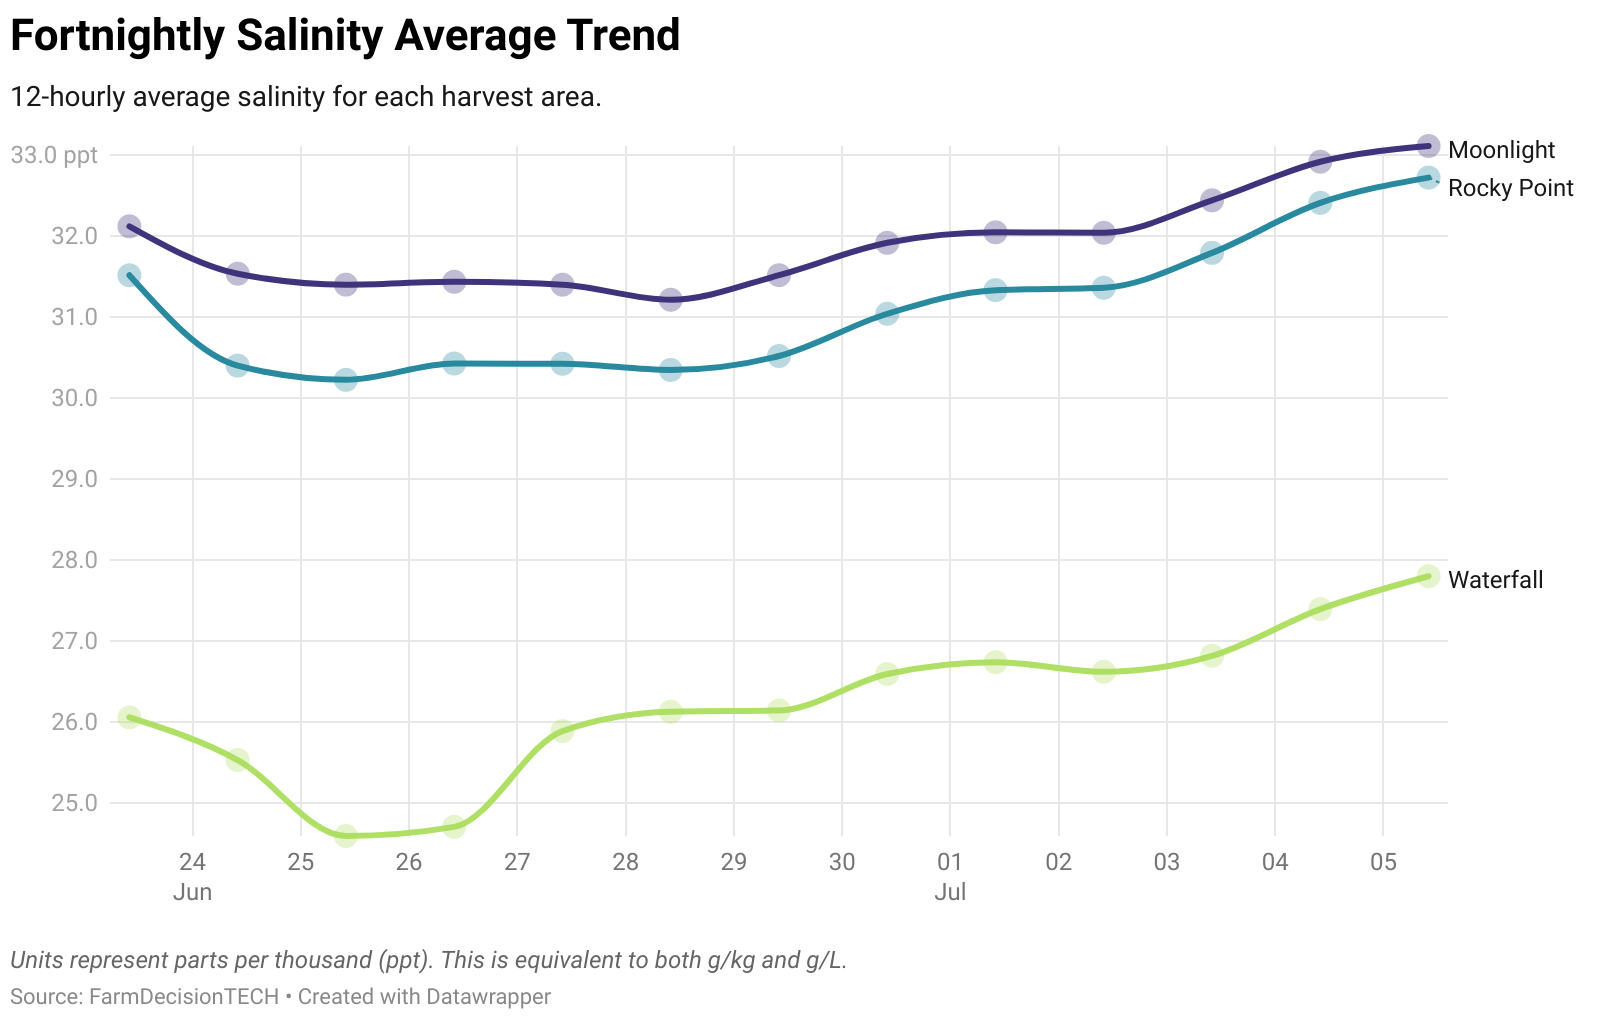 Fortnightly Salinity Average Trend
12-hourly average salinity for each harvest area.
33.0 ppt
Moonlight
Rocky Point
32.0
31.0
30.0
29.0
28.0
Waterfall
27.0
26.0
25.0
24 25 26 27 28 29 30 01 02 03 04 05
Jun Jul
Units represent parts per thousand (ppt). This is equivalent to both g/kg and g/L.
Source: FarmDecisionTECH • Created with Datawrapper